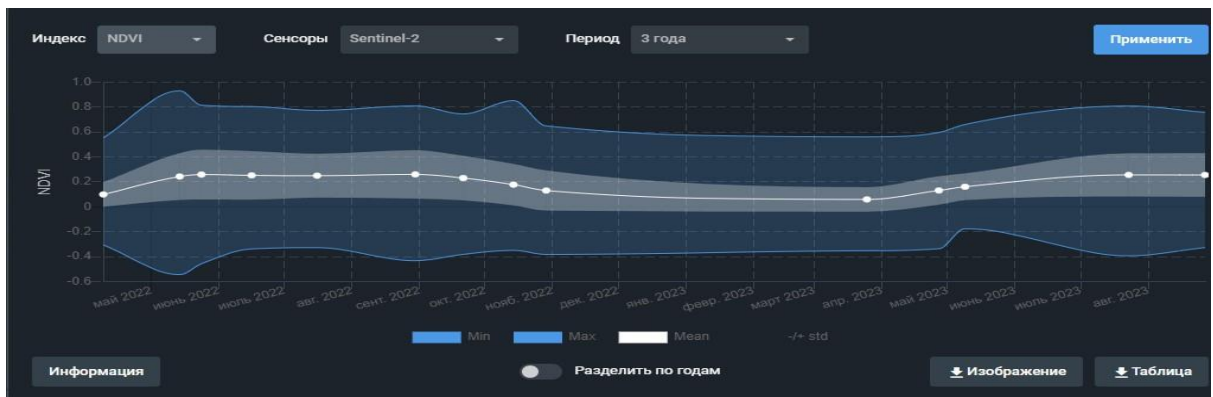 Индекс NDVI Сенсоры Sentinel-2 Период 3 года Применить
1.0
0.8
0.6
0.4
0.2
0
-0.2
-0.4
-0.6
NDVI
май 2022 июнь 2022 июль 2022 авг. 2022 сент. 2022 окт. 2022 нояб. 2022 дек. 2022 янв. 2023 февр. 2023 март 2023 апр. 2023 май 2023 июнь 2023 июль 2023 авг. 2023
Min Max Mean -/+ std
Информация Разделить по годам Изображение Таблица